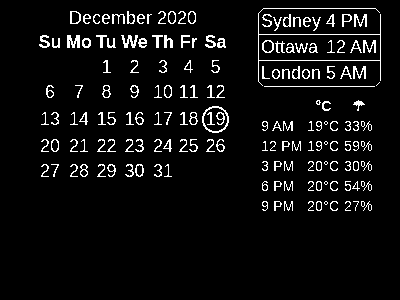 December 2020
Su Mo Tu We Th Fr Sa
1 2 3 4 5
6 7 8 9 10 11 12
13 14 15 16 17 18 19
20 21 22 23 24 25 26
27 28 29 30 31
Sydney 4 PM
Ottawa 12 AM
London 5 AM
°C ☂
9 AM 19°C 33%
12 PM 19°C 59%
3 PM 20°C 30%
6 PM 20°C 54%
9 PM 20°C 27%